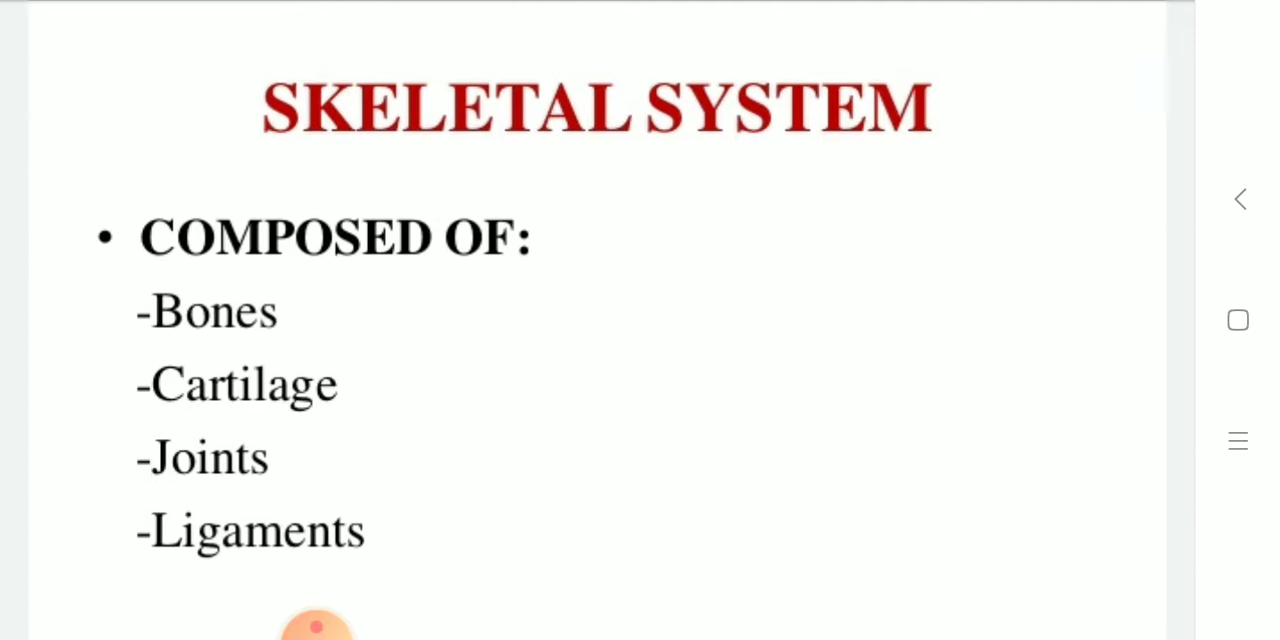 SKELETAL SYSTEM
• COMPOSED OF:
-Bones
-Cartilage
-Joints
-Ligaments